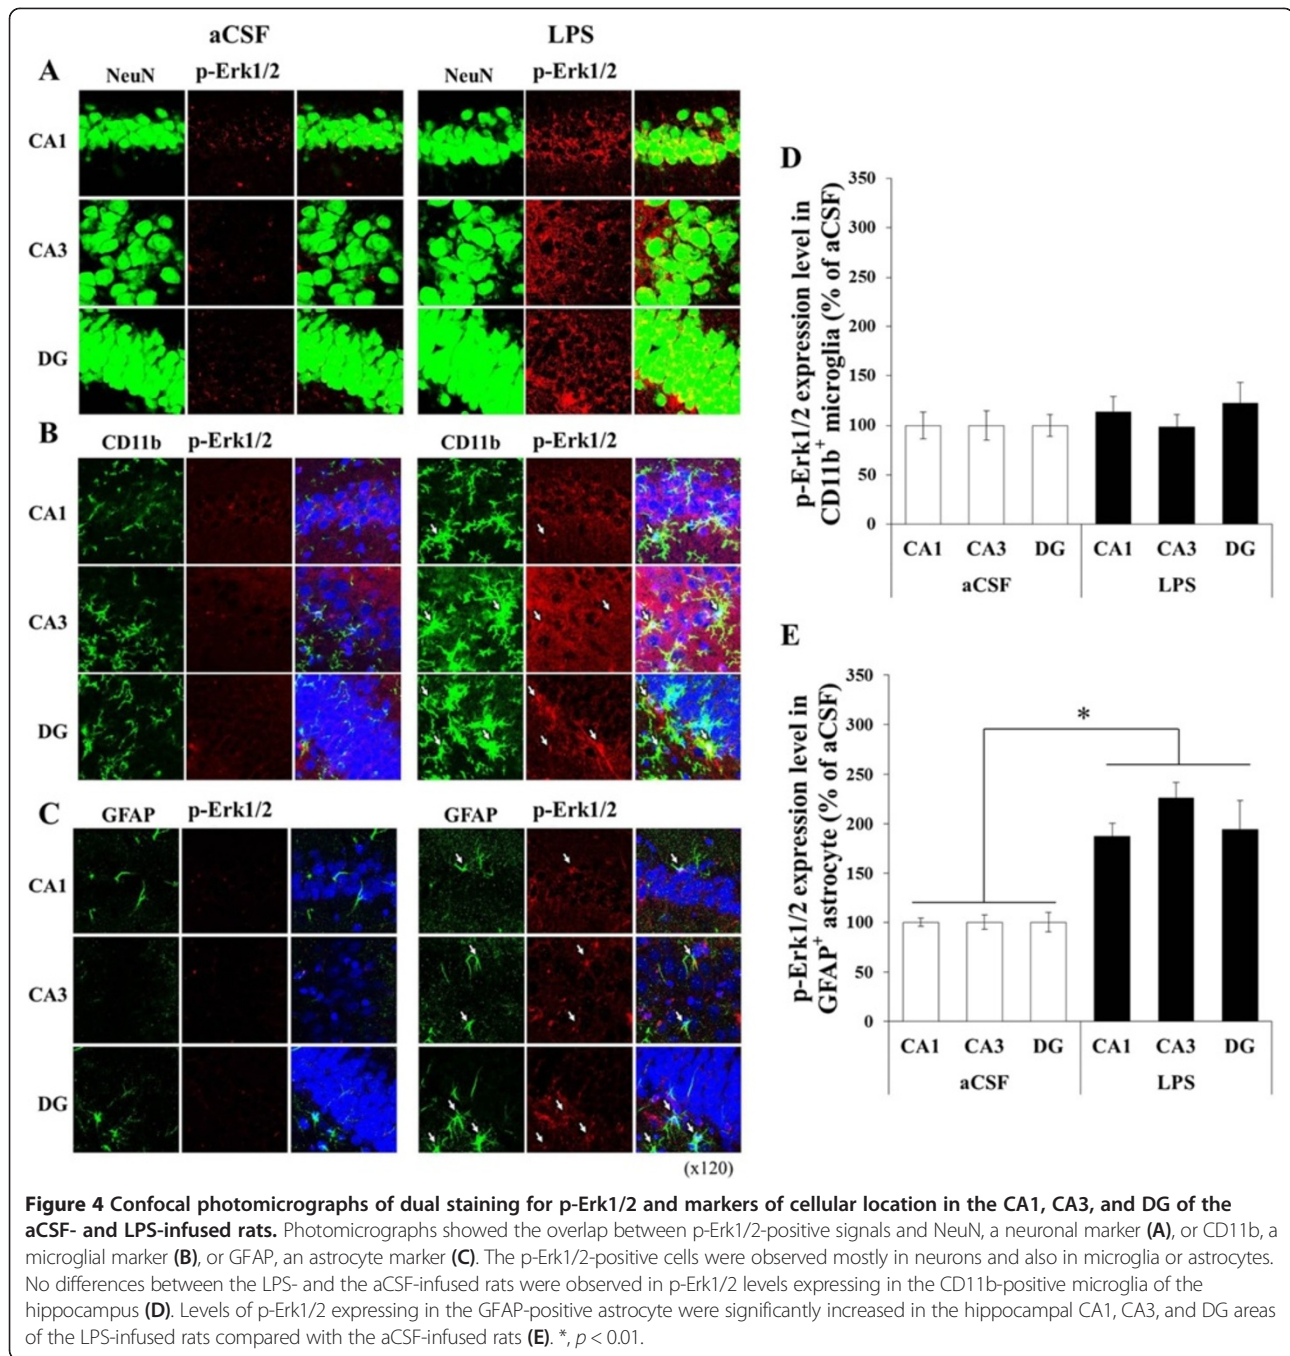 aCSF LPS
A NeuN p-Erk1/2 NeuN p-Erk1/2
CA1
CA3
DG
B CD11b p-Erk1/2 CD11b p-Erk1/2
CA1
CA3
DG
C GFAP p-Erk1/2 GFAP p-Erk1/2
CA1
CA3
DG
(x120)
D
p-Erk1/2 expression level in
CD11b⁺ microglia (% of aCSF)
350
300
250
200
150
100
50
0
CA1 CA3 DG CA1 CA3 DG
aCSF LPS
E
p-Erk1/2 expression level in
GFAP⁺ astrocyte (% of aCSF)
350
300
250
200
150
100
50
0
*
CA1 CA3 DG CA1 CA3 DG
aCSF LPS
Figure 4 Confocal photomicrographs of dual staining for p-Erk1/2 and markers of cellular location in the CA1, CA3, and DG of the
aCSF- and LPS-infused rats. Photomicrographs showed the overlap between p-Erk1/2-positive signals and NeuN, a neuronal marker (A), or CD11b, a
microglial marker (B), or GFAP, an astrocyte marker (C). The p-Erk1/2-positive cells were observed mostly in neurons and also in microglia or astrocytes.
No differences between the LPS- and the aCSF-infused rats were observed in p-Erk1/2 levels expressing in the CD11b-positive microglia of the
hippocampus (D). Levels of p-Erk1/2 expressing in the GFAP-positive astrocyte were significantly increased in the hippocampal CA1, CA3, and DG areas
of the LPS-infused rats compared with the aCSF-infused rats (E). *, p < 0.01.